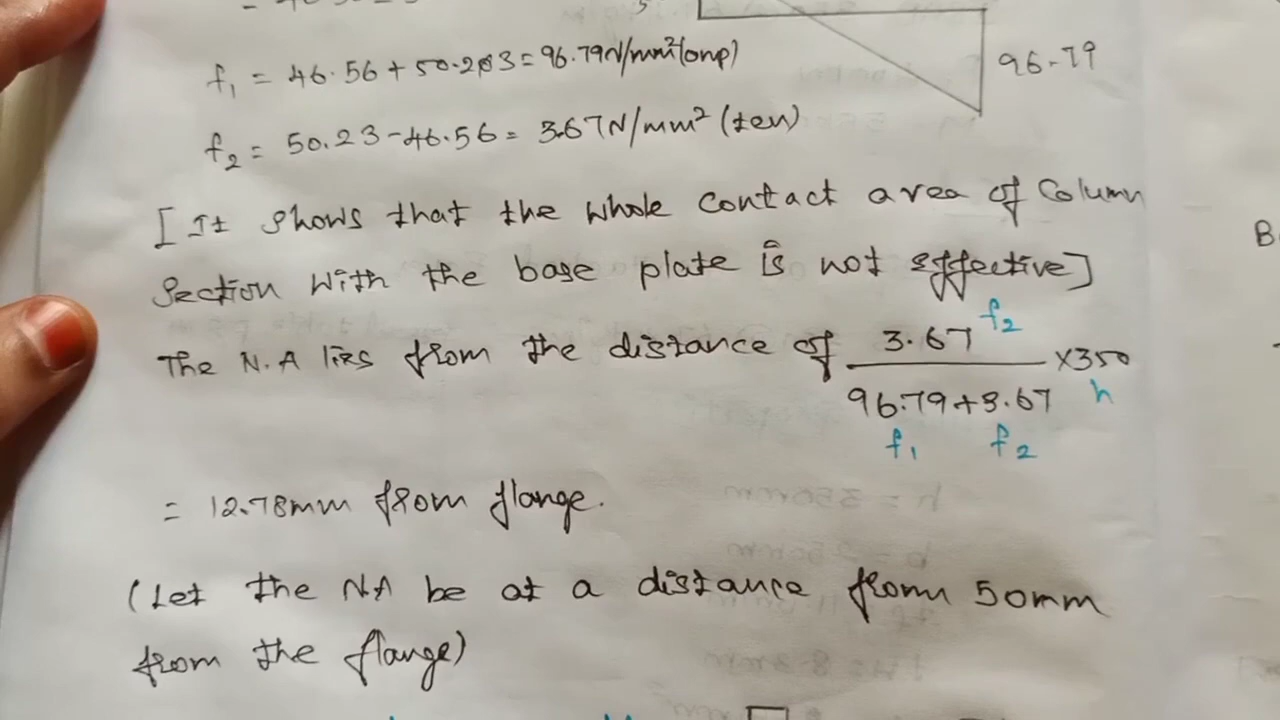 f₁ = 46.56 + 50.23 = 96.79N/mm² (omp)
96.79
f₂ = 50.23 - 46.56 = 3.67N/mm² (ten)
[It shows that the whole contact area of Column
Section with the base plate is not effective]
The N.A lies from the distance of 3.67 f₂ / 96.79+3.67 ×350
f₁ f₂ h
= 12.78mm from flange.
(Let the NA be at a distance from 50mm
from the flange)